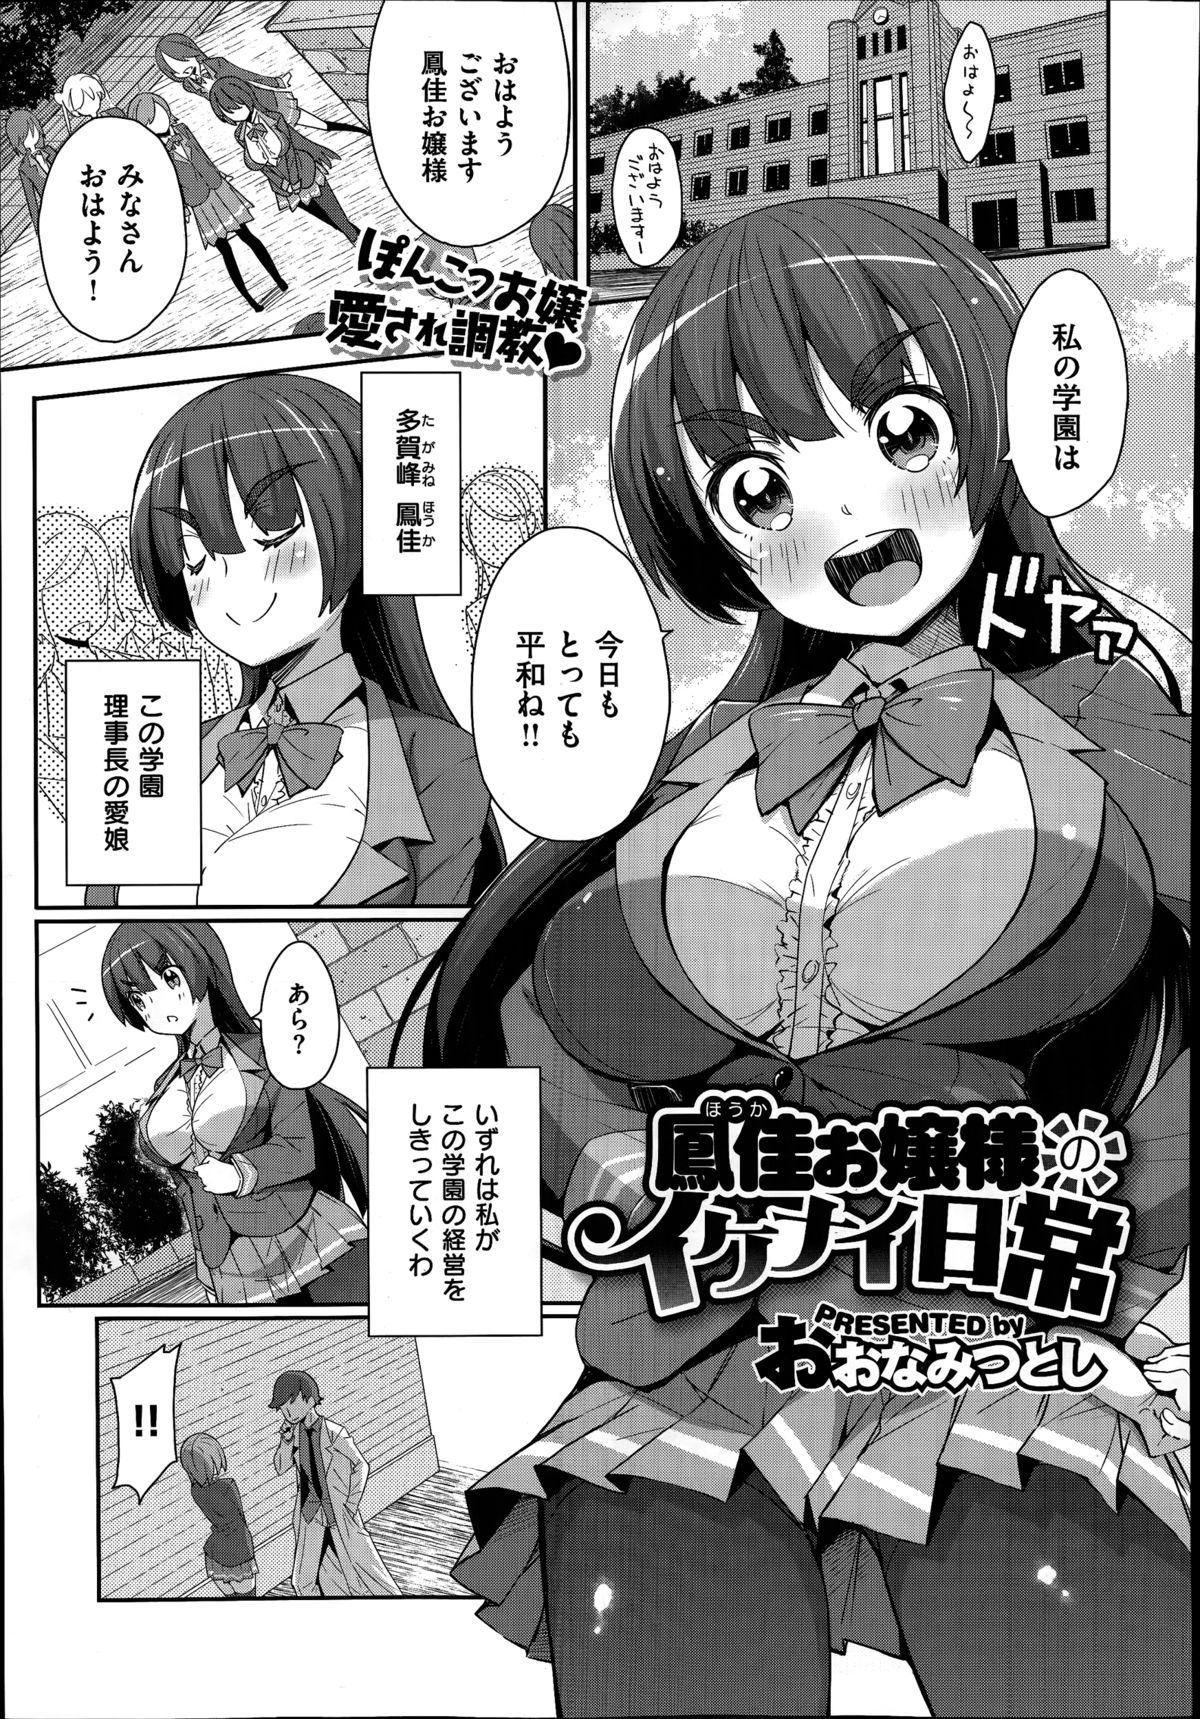 おはよ～～
おはよう
ございますー
おはよう
ございます
鳳佳お嬢様
みなさん
おはよう！
ぽんこつお嬢
愛され調教♥
私の学園は
今日も
とっても
平和ね!!
ドヤァ
多賀峰 鳳佳
たがみね ほうか
この学園
理事長の愛娘
あら？
いずれは私が
この学園の経営を
しきっていくわ
!!
ほうか
鳳佳お嬢様の
イケナイ日常
PRESENTED by
おおなみつとし